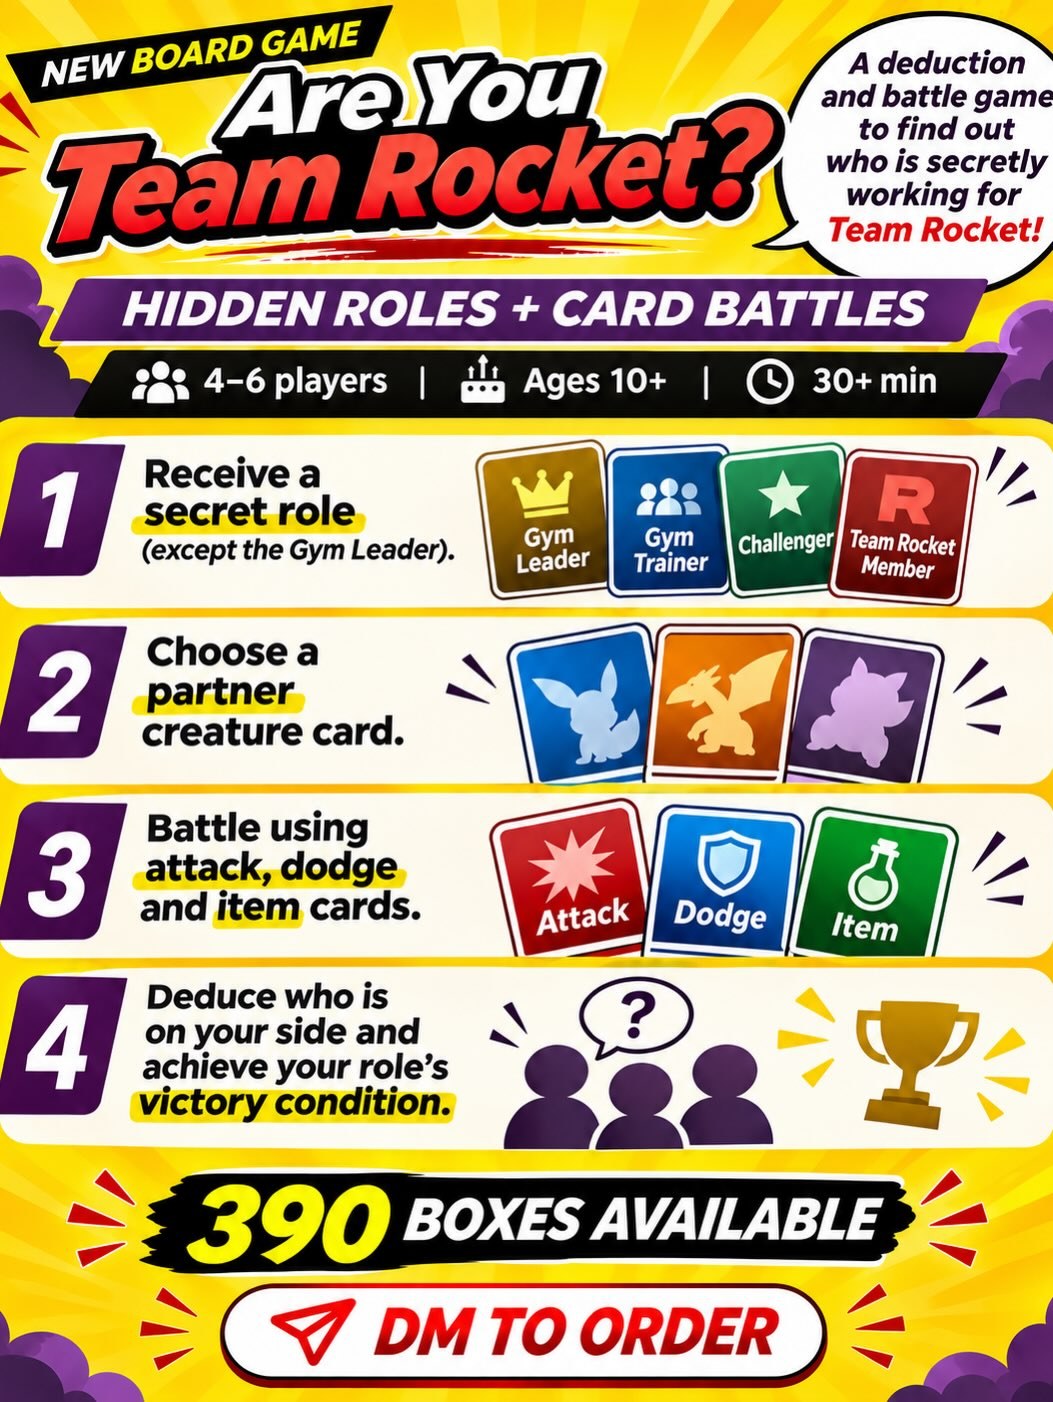 NEW BOARD GAME
Are You
Team Rocket?
A deduction
and battle game
to find out
who is secretly
working for
Team Rocket!
HIDDEN ROLES + CARD BATTLES
4–6 players | Ages 10+ | 30+ min
1
Receive a
secret role
(except the Gym Leader).
Gym
Leader
Gym
Trainer
Challenger
R
Team Rocket
Member
2
Choose a
partner
creature card.
3
Battle using
attack, dodge
and item cards.
Attack
Dodge
Item
4
Deduce who is
on your side and
achieve your role's
victory condition.
?
390 BOXES AVAILABLE
DM TO ORDER